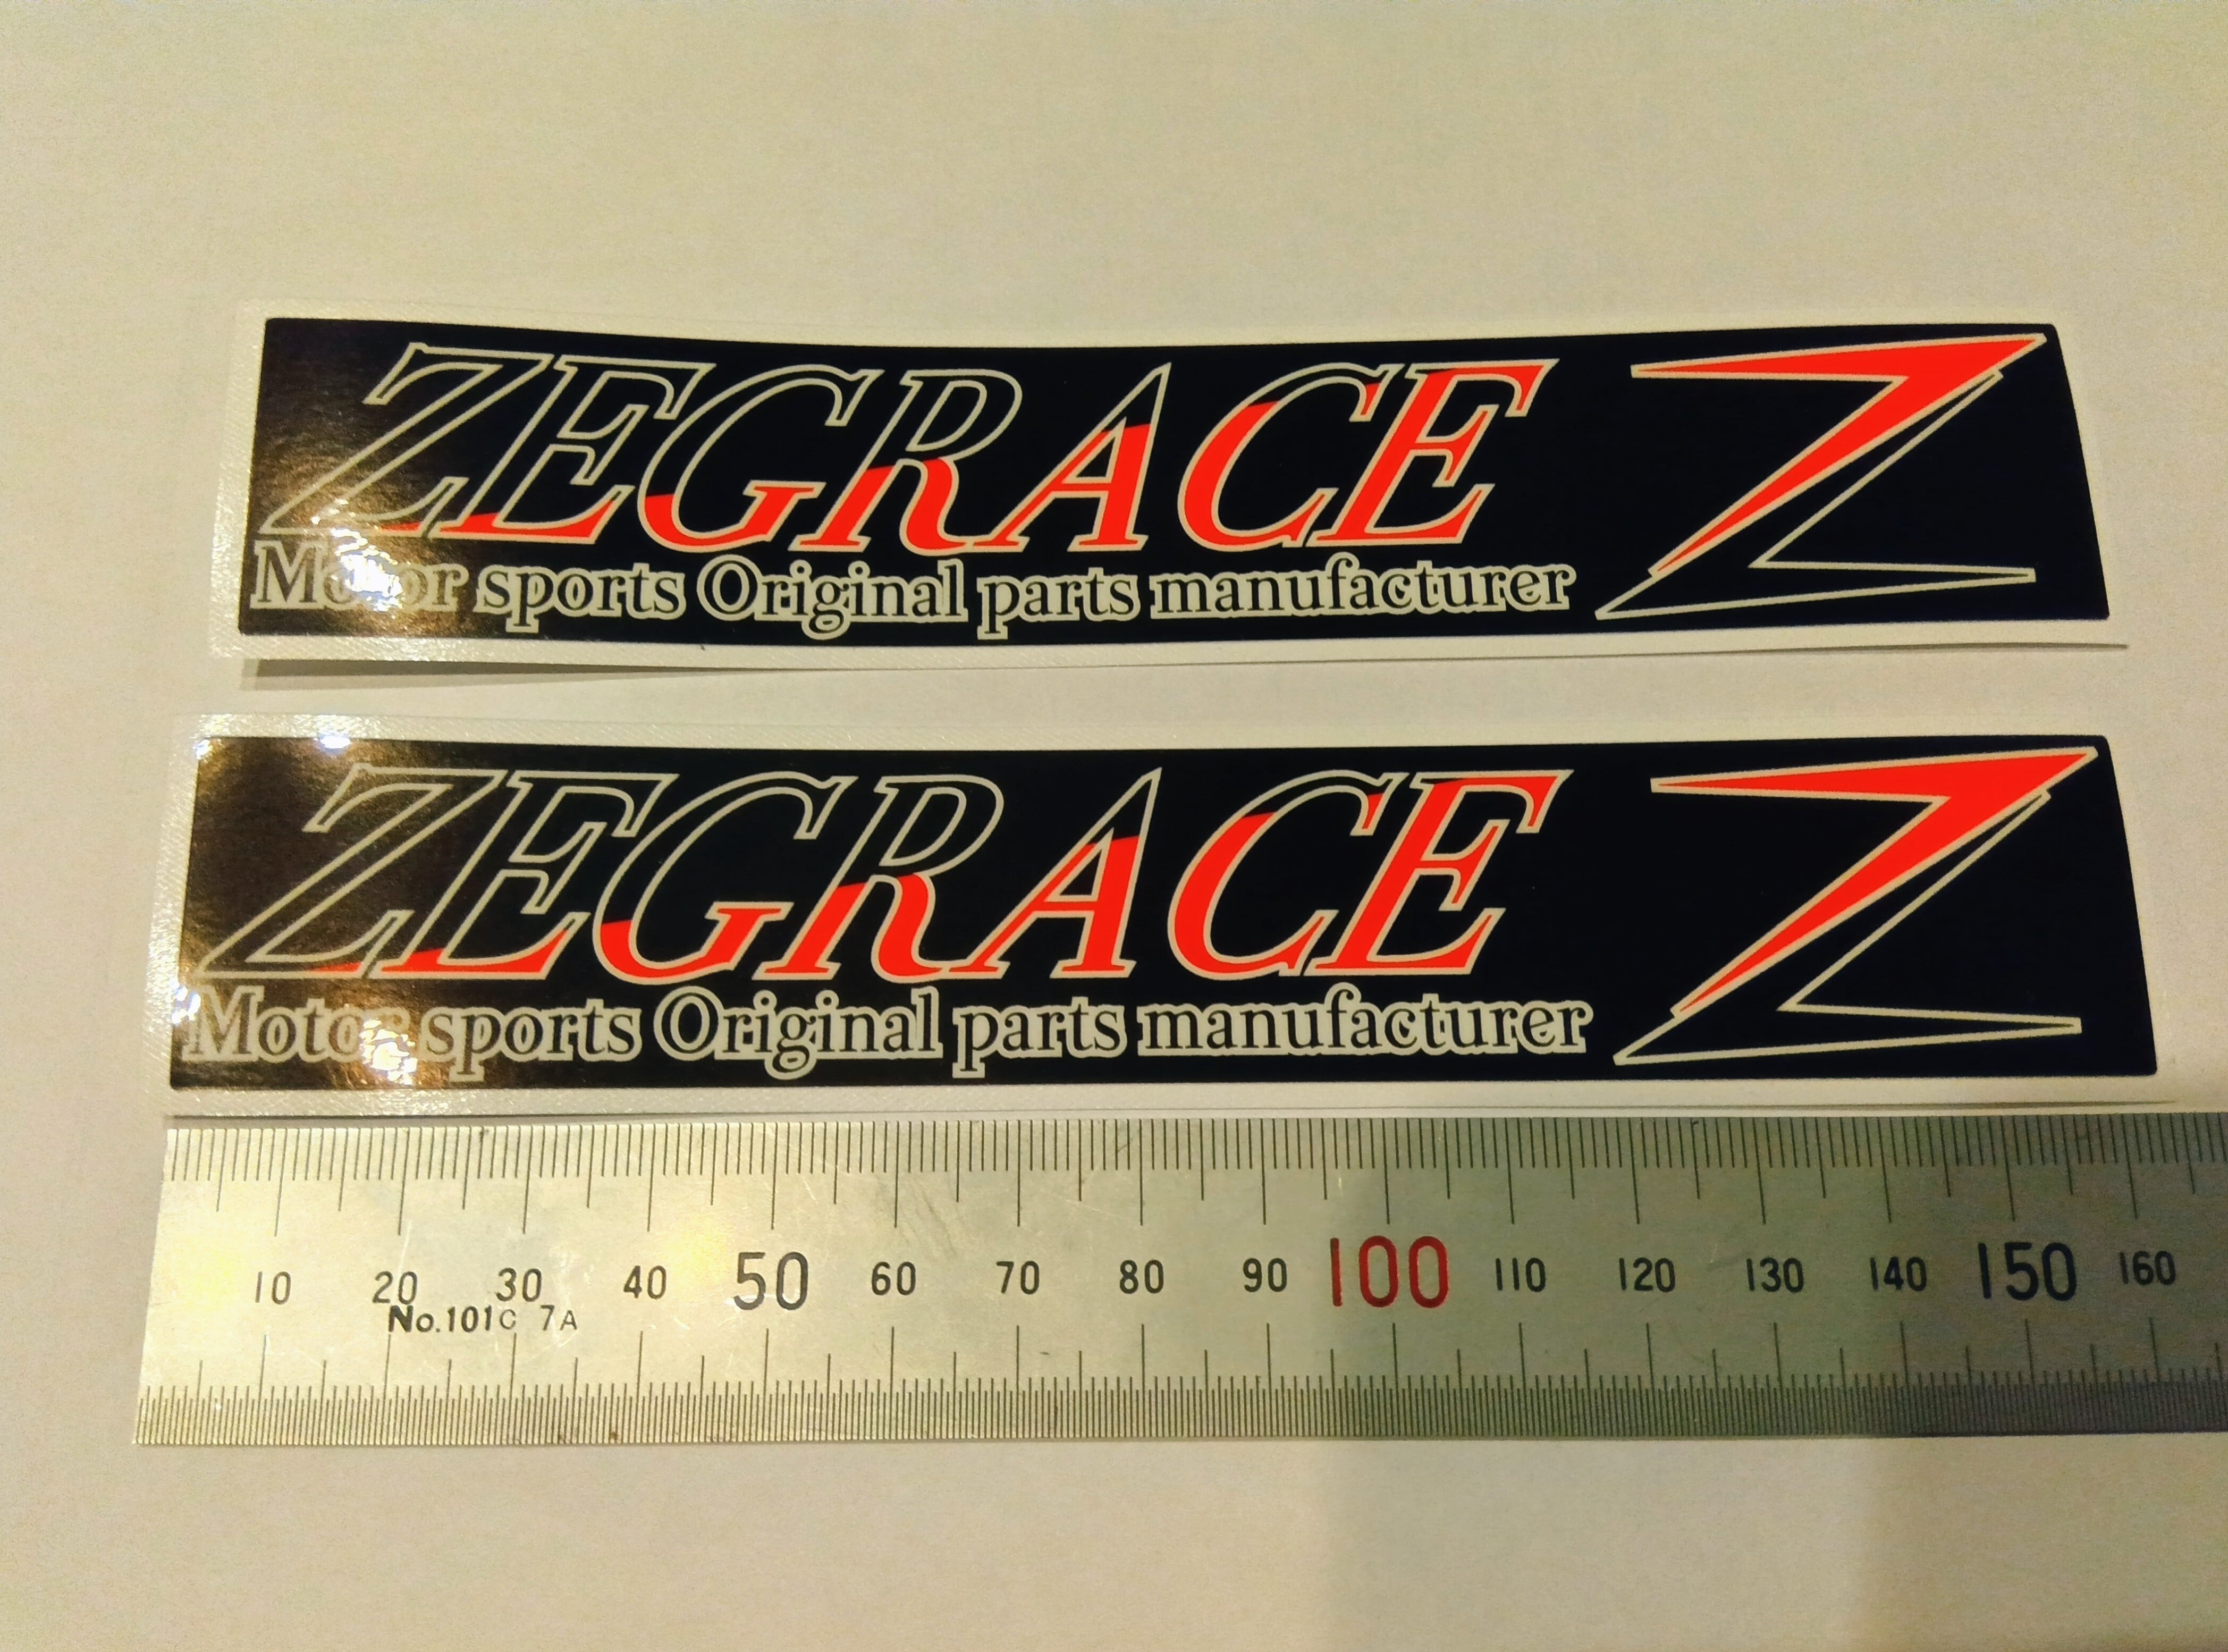 ZEGRACE Z
Motor sports Original parts manufacturer
ZEGRACE Z
Motor sports Original parts manufacturer
10 20 30 40 50 60 70 80 90 100 110 120 130 140 150 160
No.101C 7A